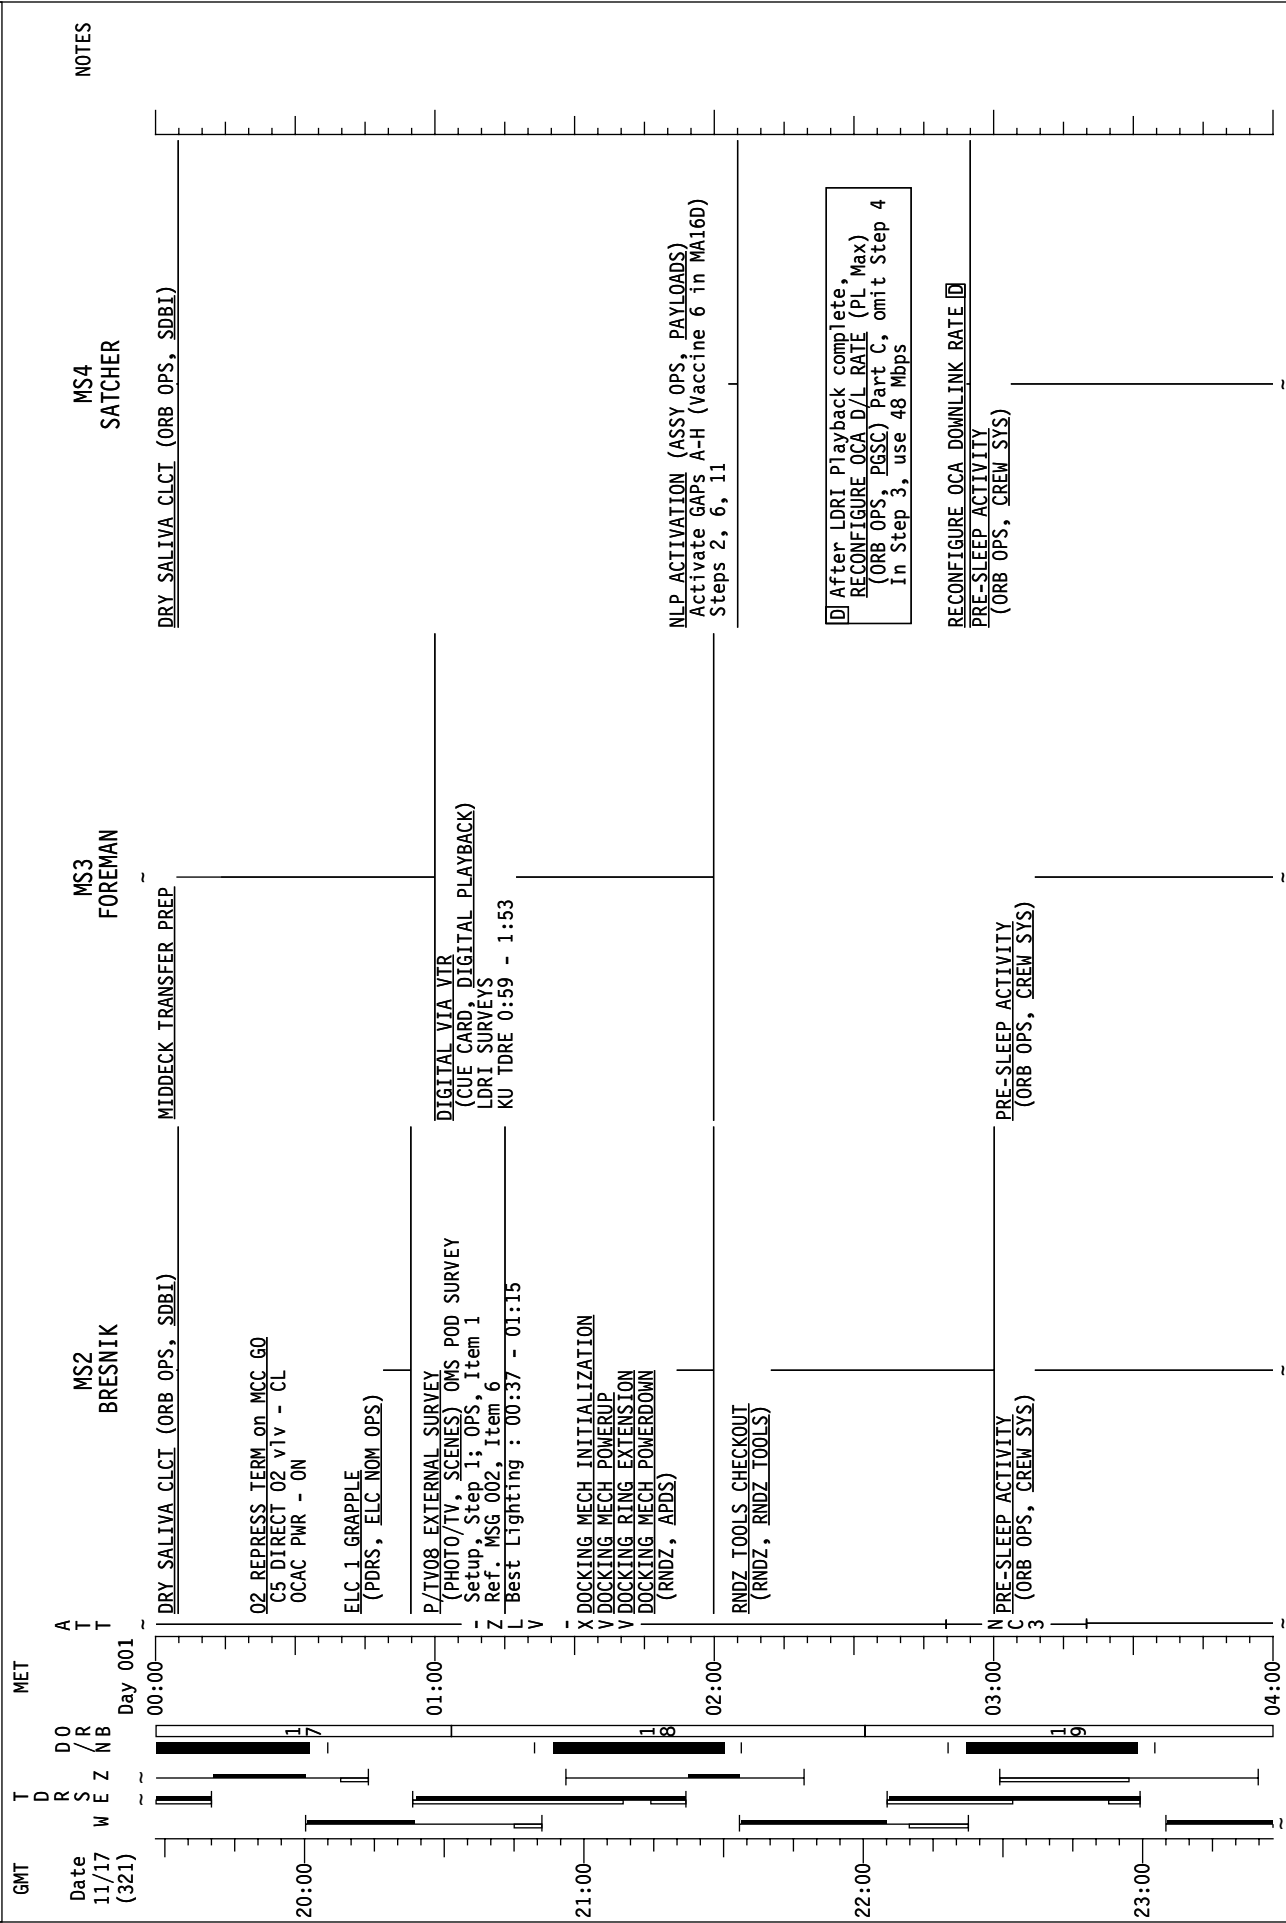 GMT
Date
11/17
(321)
20:00
21:00
22:00
23:00
T
D
R
S
W E Z
D O
/ R
N B
17
18
19
MET
Day 001
00:00
01:00
02:00
03:00
04:00
A
T
T
~
-
Z
L
V
-
X
V
V
N
C
3
~
MS2
BRESNIK
DRY SALIVA CLCT (ORB OPS, SDBI)
O2 REPRESS TERM on MCC GO
C5 DIRECT O2 vlv - CL
OCAC PWR - ON
ELC 1 GRAPPLE
(PDRS, ELC NOM OPS)
P/TV08 EXTERNAL SURVEY
(PHOTO/TV, SCENES) OMS POD SURVEY
Setup, Step 1; OPS, Item 1
Ref. MSG 002, Item 6
Best Lighting : 00:37 - 01:15
DOCKING MECH INITIALIZATION
DOCKING MECH POWERUP
DOCKING RING EXTENSION
DOCKING MECH POWERDOWN
(RNDZ, APDS)
RNDZ TOOLS CHECKOUT
(RNDZ, RNDZ TOOLS)
PRE-SLEEP ACTIVITY
(ORB OPS, CREW SYS)
~
MS3
FOREMAN
~
MIDDECK TRANSFER PREP
DIGITAL VIA VTR
(CUE CARD, DIGITAL PLAYBACK)
LDRI SURVEYS
KU TDRE 0:59 - 1:53
PRE-SLEEP ACTIVITY
(ORB OPS, CREW SYS)
~
MS4
SATCHER
DRY SALIVA CLCT (ORB OPS, SDBI)
NLP ACTIVATION (ASSY OPS, PAYLOADS)
Activate GAPs A-H (Vaccine 6 in MA16D)
Steps 2, 6, 11
D After LDRI Playback complete,
RECONFIGURE OCA D/L RATE (PL Max)
(ORB OPS, PGSC) Part C, omit Step 4
In Step 3, use 48 Mbps
RECONFIGURE OCA DOWNLINK RATE D
PRE-SLEEP ACTIVITY
(ORB OPS, CREW SYS)
~
NOTES